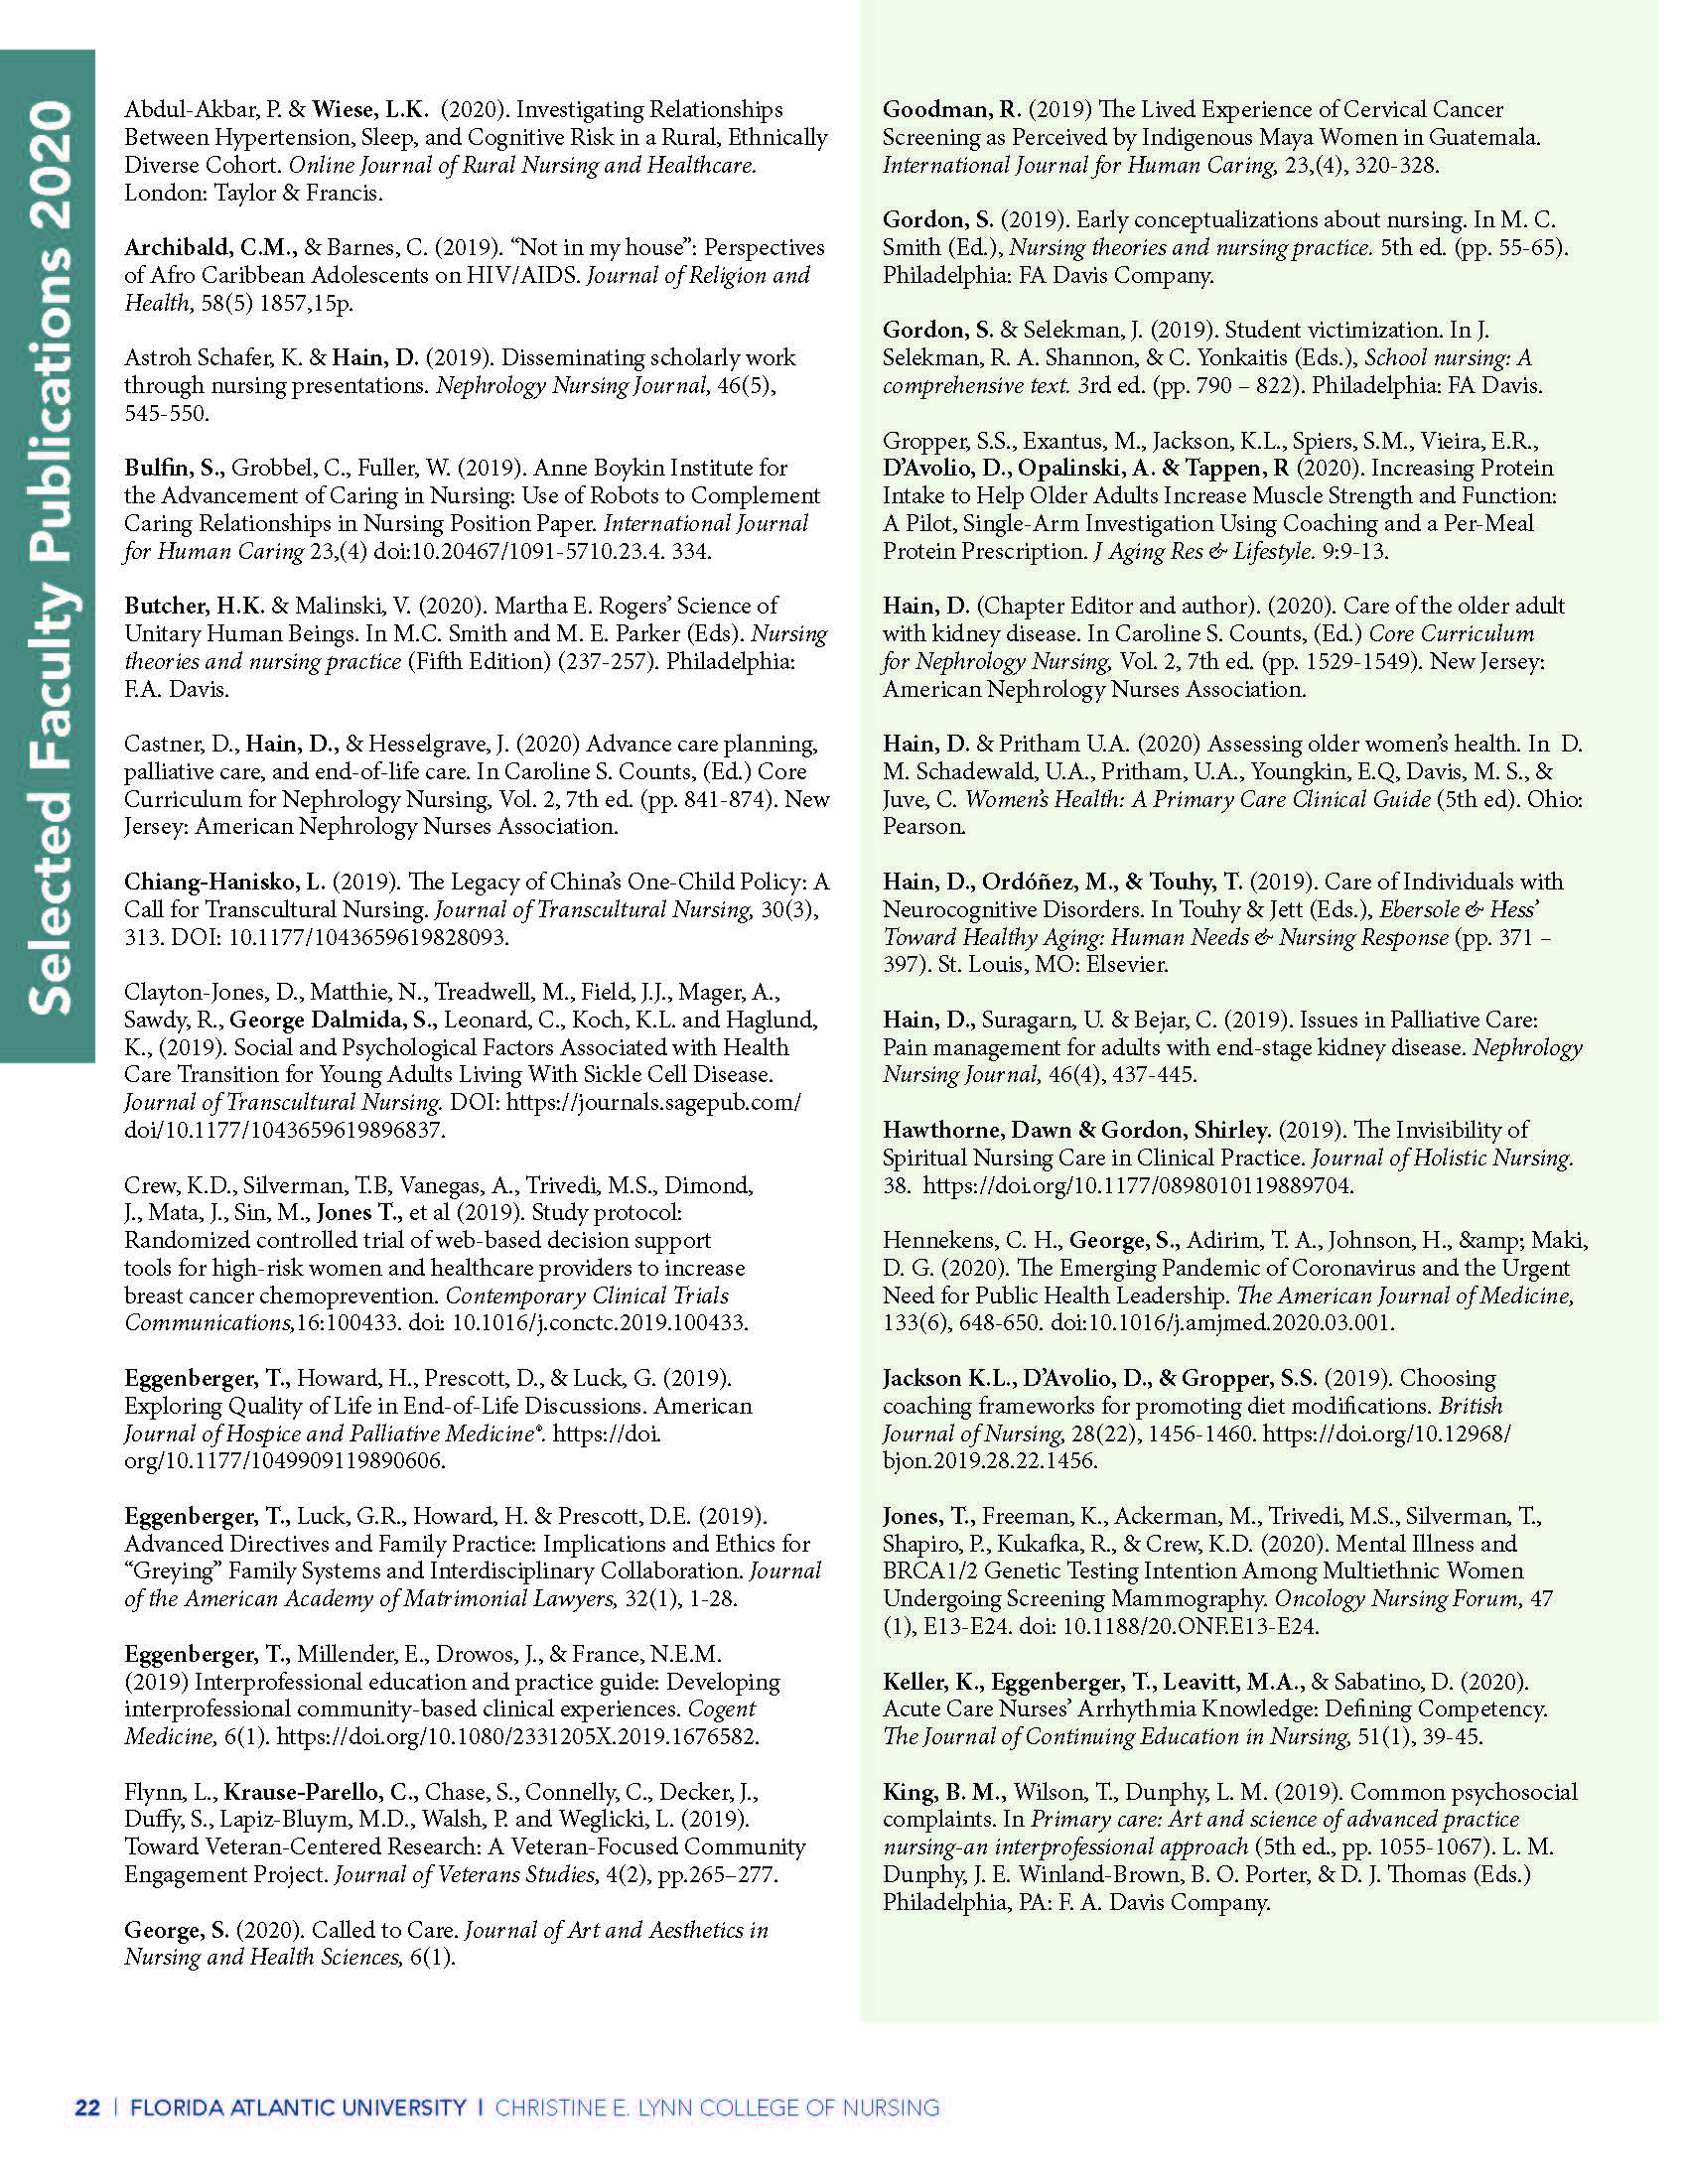 Selected Faculty Publications 2020
Abdul-Akbar, P. & Wiese, L.K.  (2020). Investigating Relationships
Between Hypertension, Sleep, and Cognitive Risk in a Rural, Ethnically
Diverse Cohort. Online Journal of Rural Nursing and Healthcare.
London: Taylor & Francis.
Archibald, C.M., & Barnes, C. (2019). “Not in my house”: Perspectives
of Afro Caribbean Adolescents on HIV/AIDS. Journal of Religion and
Health, 58(5) 1857,15p.
Astroh Schafer, K. & Hain, D. (2019). Disseminating scholarly work
through nursing presentations. Nephrology Nursing Journal, 46(5),
545-550.
Bulfin, S., Grobbel, C., Fuller, W. (2019). Anne Boykin Institute for
the Advancement of Caring in Nursing: Use of Robots to Complement
Caring Relationships in Nursing Position Paper. International Journal
for Human Caring 23,(4) doi:10.20467/1091-5710.23.4. 334.
Butcher, H.K. & Malinski, V. (2020). Martha E. Rogers’ Science of
Unitary Human Beings. In M.C. Smith and M. E. Parker (Eds). Nursing
theories and nursing practice (Fifth Edition) (237-257). Philadelphia:
F.A. Davis.
Castner, D., Hain, D., & Hesselgrave, J. (2020) Advance care planning,
palliative care, and end-of-life care. In Caroline S. Counts, (Ed.) Core
Curriculum for Nephrology Nursing, Vol. 2, 7th ed. (pp. 841-874). New
Jersey: American Nephrology Nurses Association.
Chiang-Hanisko, L. (2019). The Legacy of China’s One-Child Policy: A
Call for Transcultural Nursing. Journal of Transcultural Nursing, 30(3),
313. DOI: 10.1177/1043659619828093.
Clayton-Jones, D., Matthie, N., Treadwell, M., Field, J.J., Mager, A.,
Sawdy, R., George Dalmida, S., Leonard, C., Koch, K.L. and Haglund,
K., (2019). Social and Psychological Factors Associated with Health
Care Transition for Young Adults Living With Sickle Cell Disease.
Journal of Transcultural Nursing. DOI: https://journals.sagepub.com/
doi/10.1177/1043659619896837.
Crew, K.D., Silverman, T.B, Vanegas, A., Trivedi, M.S., Dimond,
J., Mata, J., Sin, M., Jones T., et al (2019). Study protocol:
Randomized controlled trial of web-based decision support
tools for high-risk women and healthcare providers to increase
breast cancer chemoprevention. Contemporary Clinical Trials
Communications,16:100433. doi: 10.1016/j.conctc.2019.100433.
Eggenberger, T., Howard, H., Prescott, D., & Luck, G. (2019).
Exploring Quality of Life in End-of-Life Discussions. American
Journal of Hospice and Palliative Medicine®. https://doi.
org/10.1177/1049909119890606.
Eggenberger, T., Luck, G.R., Howard, H. & Prescott, D.E. (2019).
Advanced Directives and Family Practice: Implications and Ethics for
“Greying” Family Systems and Interdisciplinary Collaboration. Journal
of the American Academy of Matrimonial Lawyers, 32(1), 1-28.
Eggenberger, T., Millender, E., Drowos, J., & France, N.E.M.
(2019) Interprofessional education and practice guide: Developing
interprofessional community-based clinical experiences. Cogent
Medicine, 6(1). https://doi.org/10.1080/2331205X.2019.1676582.
Flynn, L., Krause-Parello, C., Chase, S., Connelly, C., Decker, J.,
Duffy, S., Lapiz-Bluym, M.D., Walsh, P. and Weglicki, L. (2019).
Toward Veteran-Centered Research: A Veteran-Focused Community
Engagement Project. Journal of Veterans Studies, 4(2), pp.265–277.
George, S. (2020). Called to Care. Journal of Art and Aesthetics in
Nursing and Health Sciences, 6(1).
Goodman, R. (2019) The Lived Experience of Cervical Cancer
Screening as Perceived by Indigenous Maya Women in Guatemala.
International Journal for Human Caring, 23,(4), 320-328.
Gordon, S. (2019). Early conceptualizations about nursing. In M. C.
Smith (Ed.), Nursing theories and nursing practice. 5th ed. (pp. 55-65).
Philadelphia: FA Davis Company.
Gordon, S. & Selekman, J. (2019). Student victimization. In J.
Selekman, R. A. Shannon, & C. Yonkaitis (Eds.), School nursing: A
comprehensive text. 3rd ed. (pp. 790 – 822). Philadelphia: FA Davis.
Gropper, S.S., Exantus, M., Jackson, K.L., Spiers, S.M., Vieira, E.R.,
D’Avolio, D., Opalinski, A. & Tappen, R (2020). Increasing Protein
Intake to Help Older Adults Increase Muscle Strength and Function:
A Pilot, Single-Arm Investigation Using Coaching and a Per-Meal
Protein Prescription. J Aging Res & Lifestyle. 9:9-13.
Hain, D. (Chapter Editor and author). (2020). Care of the older adult
with kidney disease. In Caroline S. Counts, (Ed.) Core Curriculum
for Nephrology Nursing, Vol. 2, 7th ed. (pp. 1529-1549). New Jersey:
American Nephrology Nurses Association.
Hain, D. & Pritham U.A. (2020) Assessing older women’s health. In  D.
M. Schadewald, U.A., Pritham, U.A., Youngkin, E.Q, Davis, M. S., &
Juve, C. Women’s Health: A Primary Care Clinical Guide (5th ed). Ohio:
Pearson.
Hain, D., Ordóñez, M., & Touhy, T. (2019). Care of Individuals with
Neurocognitive Disorders. In Touhy & Jett (Eds.), Ebersole & Hess’
Toward Healthy Aging: Human Needs & Nursing Response (pp. 371 –
397). St. Louis, MO: Elsevier.
Hain, D., Suragarn, U. & Bejar, C. (2019). Issues in Palliative Care:
Pain management for adults with end-stage kidney disease. Nephrology
Nursing Journal, 46(4), 437-445.
Hawthorne, Dawn & Gordon, Shirley. (2019). The Invisibility of
Spiritual Nursing Care in Clinical Practice. Journal of Holistic Nursing.
38.  https://doi.org/10.1177/0898010119889704.
Hennekens, C. H., George, S., Adirim, T. A., Johnson, H., &amp; Maki,
D. G. (2020). The Emerging Pandemic of Coronavirus and the Urgent
Need for Public Health Leadership. The American Journal of Medicine,
133(6), 648-650. doi:10.1016/j.amjmed.2020.03.001.
Jackson K.L., D’Avolio, D., & Gropper, S.S. (2019). Choosing
coaching frameworks for promoting diet modifications. British
Journal of Nursing, 28(22), 1456-1460. https://doi.org/10.12968/
bjon.2019.28.22.1456.
Jones, T., Freeman, K., Ackerman, M., Trivedi, M.S., Silverman, T.,
Shapiro, P., Kukafka, R., & Crew, K.D. (2020). Mental Illness and
BRCA1/2 Genetic Testing Intention Among Multiethnic Women
Undergoing Screening Mammography. Oncology Nursing Forum, 47
(1), E13-E24. doi: 10.1188/20.ONF.E13-E24.
Keller, K., Eggenberger, T., Leavitt, M.A., & Sabatino, D. (2020).
Acute Care Nurses’ Arrhythmia Knowledge: Defining Competency.
The Journal of Continuing Education in Nursing, 51(1), 39-45.
King, B. M., Wilson, T., Dunphy, L. M. (2019). Common psychosocial
complaints. In Primary care: Art and science of advanced practice
nursing-an interprofessional approach (5th ed., pp. 1055-1067). L. M.
Dunphy, J. E. Winland-Brown, B. O. Porter, & D. J. Thomas (Eds.)
Philadelphia, PA: F. A. Davis Company.
22 | FLORIDA ATLANTIC UNIVERSITY | CHRISTINE E. LYNN COLLEGE OF NURSING